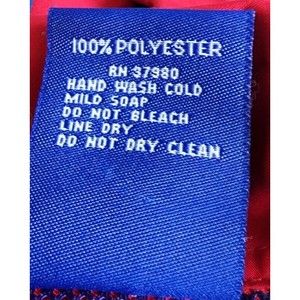 100% POLYESTER
RN 37980
HAND WASH COLD
MILD SOAP
DO NOT BLEACH
LINE DRY
DO NOT DRY CLEAN